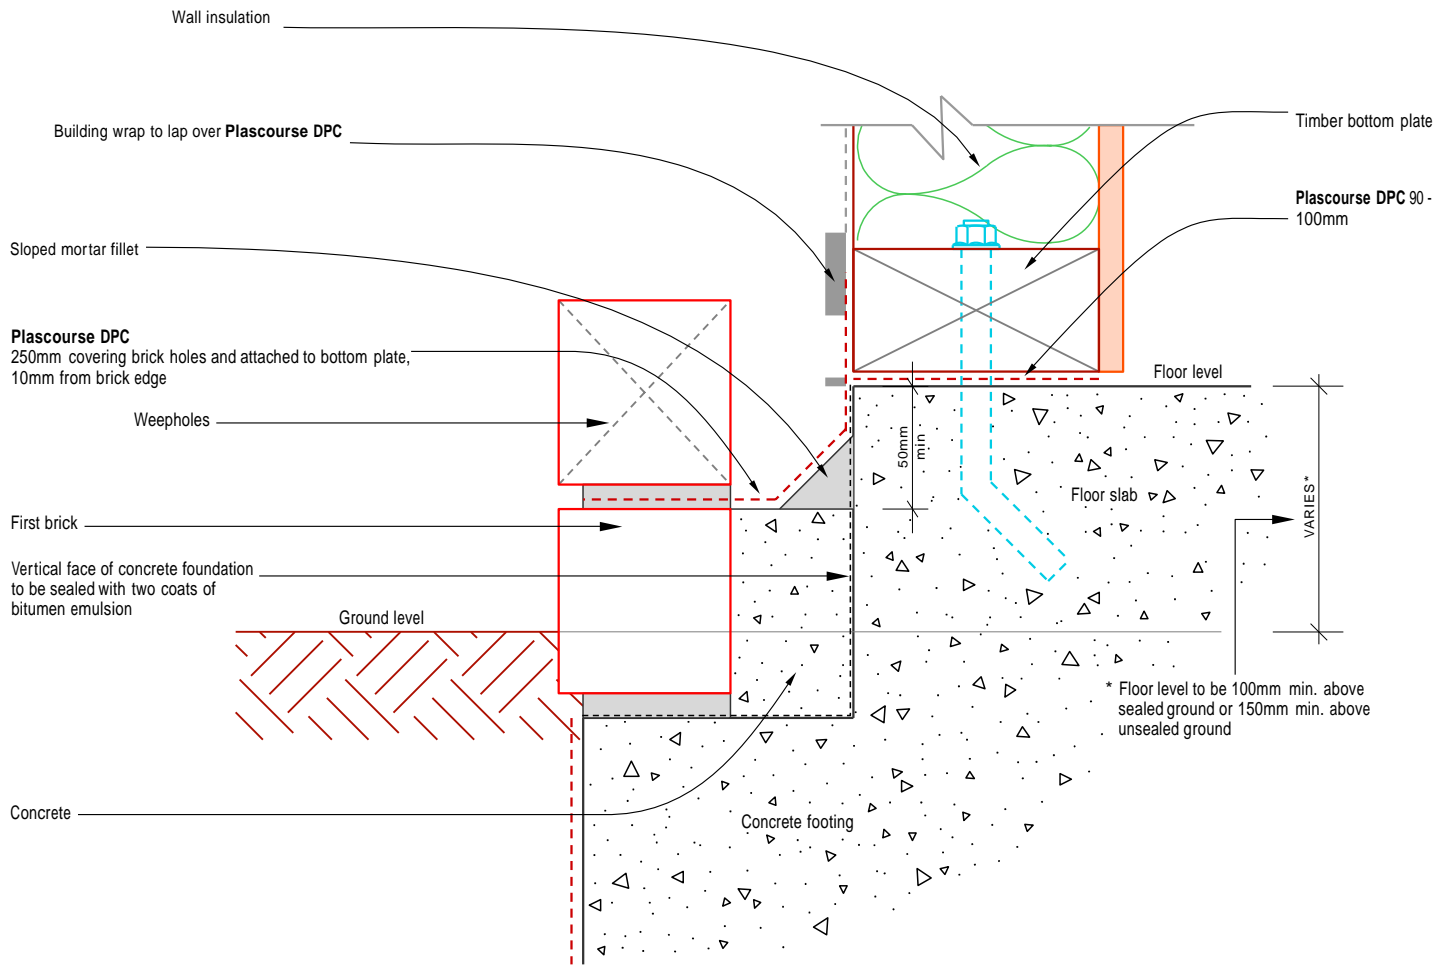 Wall insulation
Building wrap to lap over Plascourse DPC
Timber bottom plate
Plascourse DPC 90 -
100mm
Sloped mortar fillet
Plascourse DPC
250mm covering brick holes and attached to bottom plate,
10mm from brick edge
Floor level
Weepholes
50mm
min
Floor slab
VARIES*
First brick
Vertical face of concrete foundation
to be sealed with two coats of
bitumen emulsion
Ground level
* Floor level to be 100mm min. above
sealed ground or 150mm min. above
unsealed ground
Concrete
Concrete footing